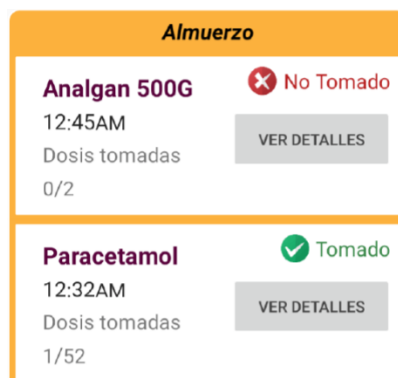 Almuerzo
Analgan 500G
No Tomado
12:45AM
VER DETALLES
Dosis tomadas
0/2
Paracetamol
Tomado
12:32AM
VER DETALLES
Dosis tomadas
1/52